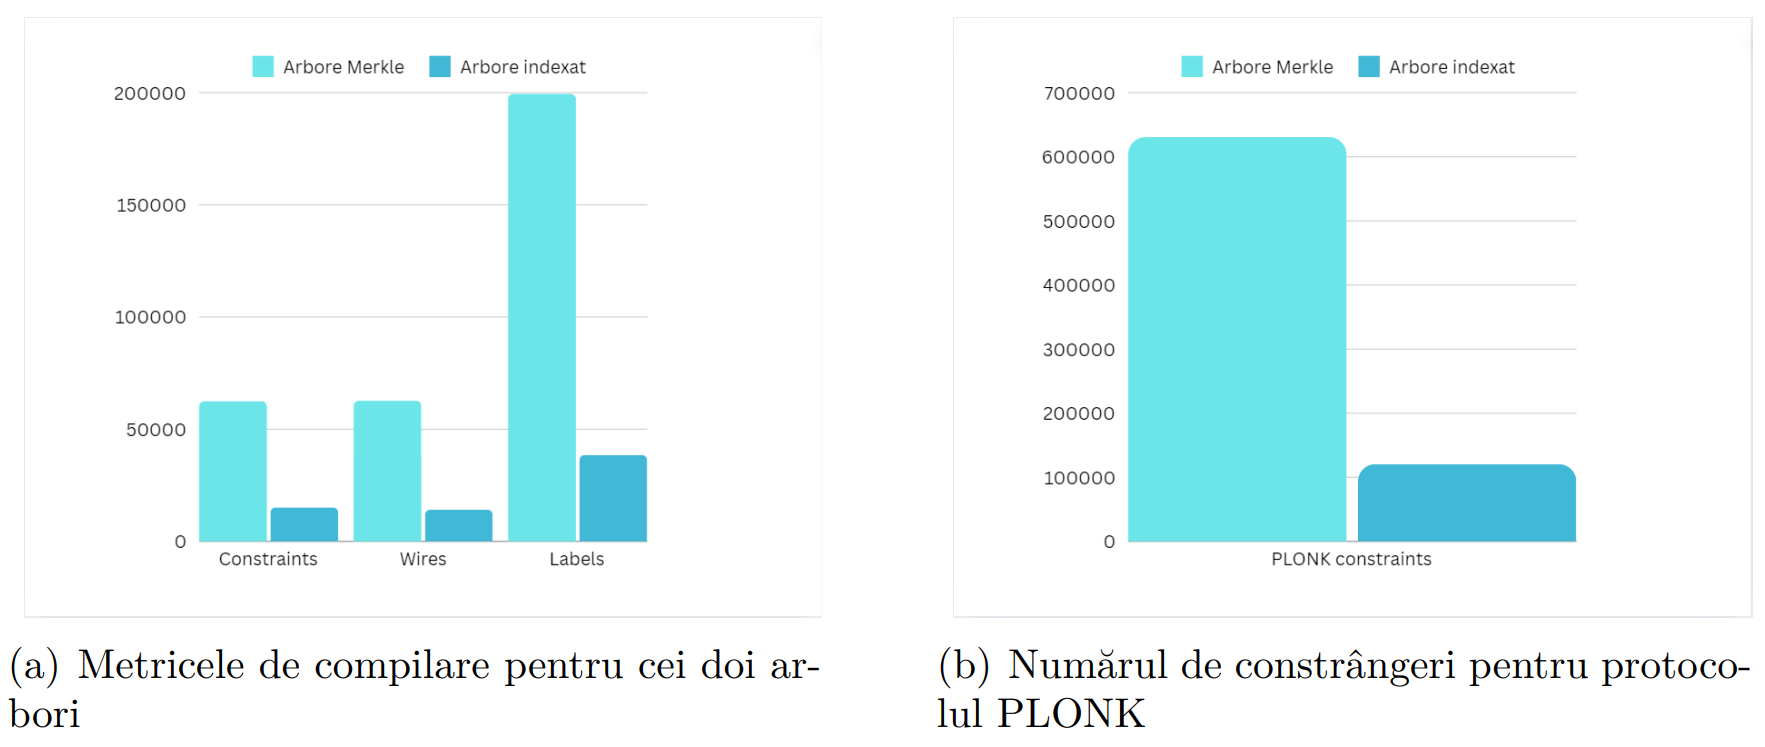 Arbore Merkle Arbore indexat
200000
150000
100000
50000
0
Constraints Wires Labels
(a) Metricele de compilare pentru cei doi ar-
bori
Arbore Merkle Arbore indexat
700000
600000
500000
400000
300000
200000
100000
0
PLONK constraints
(b) Numărul de constrângeri pentru protoco-
lul PLONK